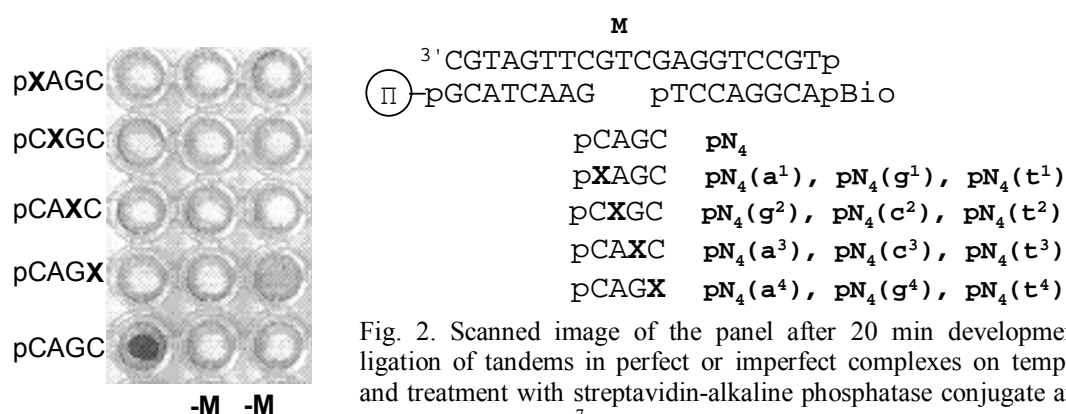 pXAGC
pCXGC
pCAXC
pCAGX
pCAGC
-M -M
M
3'CGTAGTTCGTCGAGGTCCGTp
П-pGCATCAAG pTCCAGGCApBio
pCAGC pN4
pXAGC pN4(a1), pN4(g1), pN4(t1)
pCXGC pN4(g2), pN4(c2), pN4(t2)
pCAXC pN4(a3), pN4(c3), pN4(t3)
pCAGX pN4(a4), pN4(g4), pN4(t4)
Fig. 2. Scanned image of the panel after 20 min developme
ligation of tandems in perfect or imperfect complexes on temp
and treatment with streptavidin-alkaline phosphatase conjugate a
7